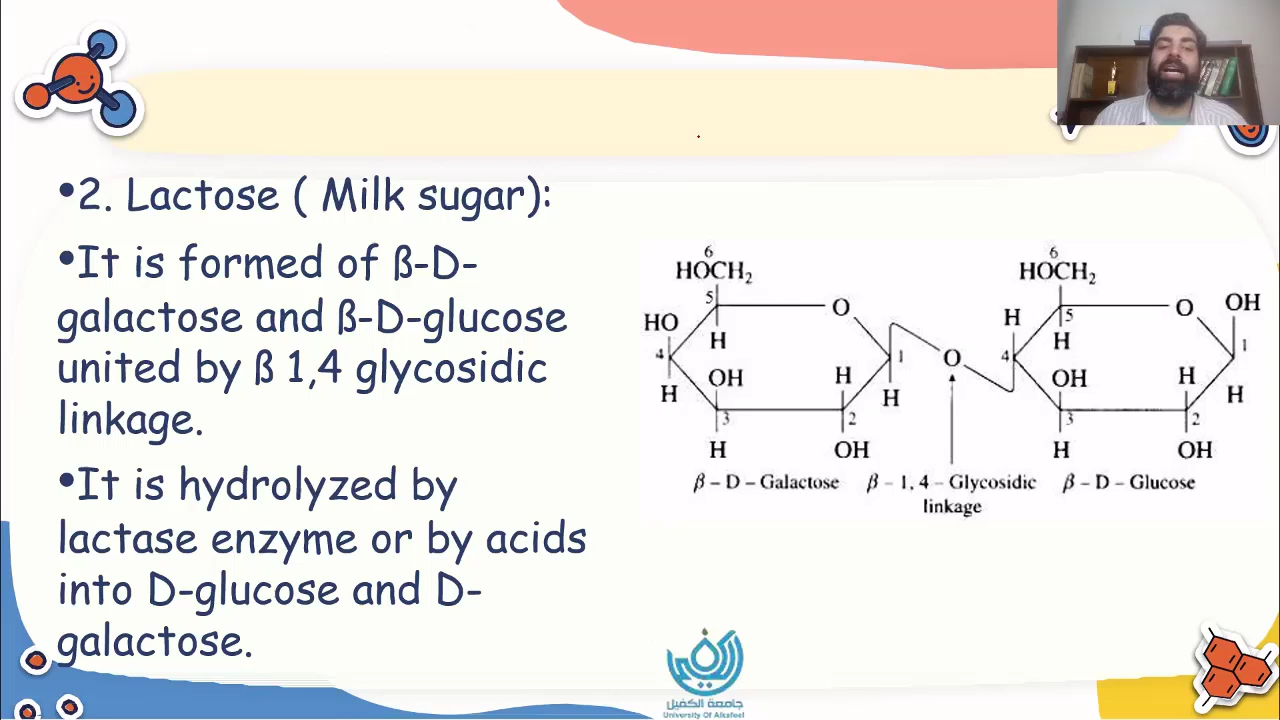 •2. Lactose ( Milk sugar):
•It is formed of ß-D-
galactose and ß-D-glucose
united by ß 1,4 glycosidic
linkage.
•It is hydrolyzed by
lactase enzyme or by acids
into D-glucose and D-
galactose.
6 6
HOCH₂ HOCH₂
5 O H 5 O OH
HO H H 1
4 1 O 4
H OH H H OH H H
3 2 3 2
H OH H OH
β – D – Galactose β – 1, 4 – Glycosidic β – D – Glucose
linkage
جامعة الكفيل
University Of Alkafeel